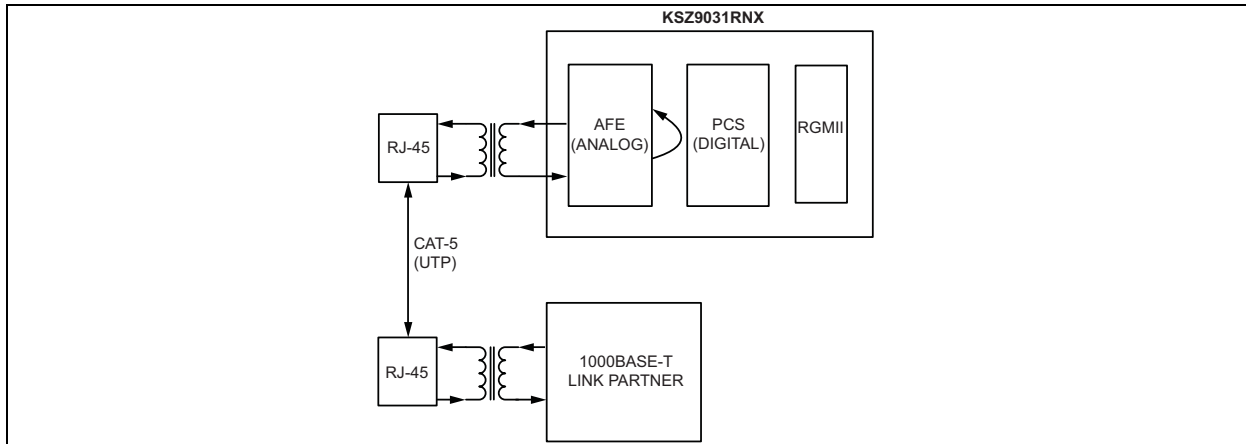 KSZ9031RNX
RJ-45
AFE
(ANALOG)
PCS
(DIGITAL)
RGMII
CAT-5
(UTP)
RJ-45
1000BASE-T
LINK PARTNER